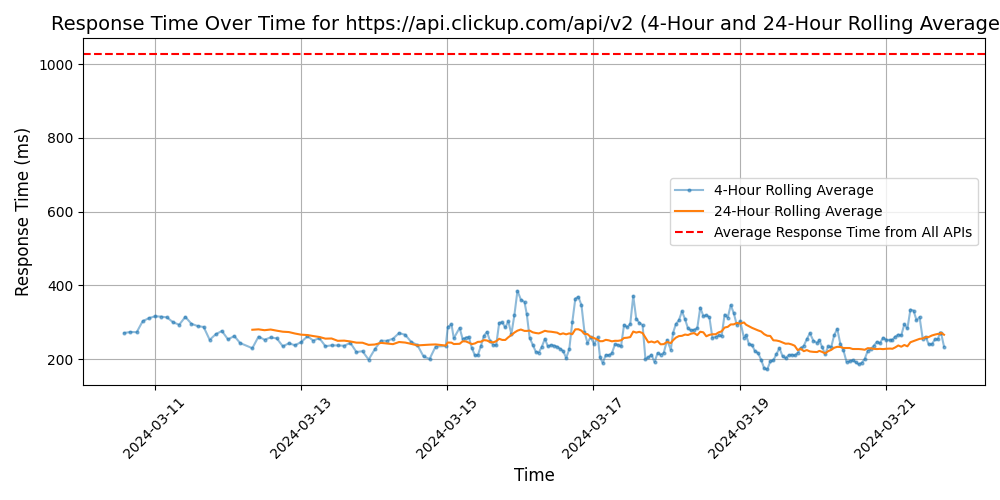 Response Time Over Time for https://api.clickup.com/api/v2 (4-Hour and 24-Hour Rolling Average
1000
800
600
400
200
Response Time (ms)
4-Hour Rolling Average
24-Hour Rolling Average
Average Response Time from All APIs
2024-03-11
2024-03-13
2024-03-15
2024-03-17
2024-03-19
2024-03-21
Time